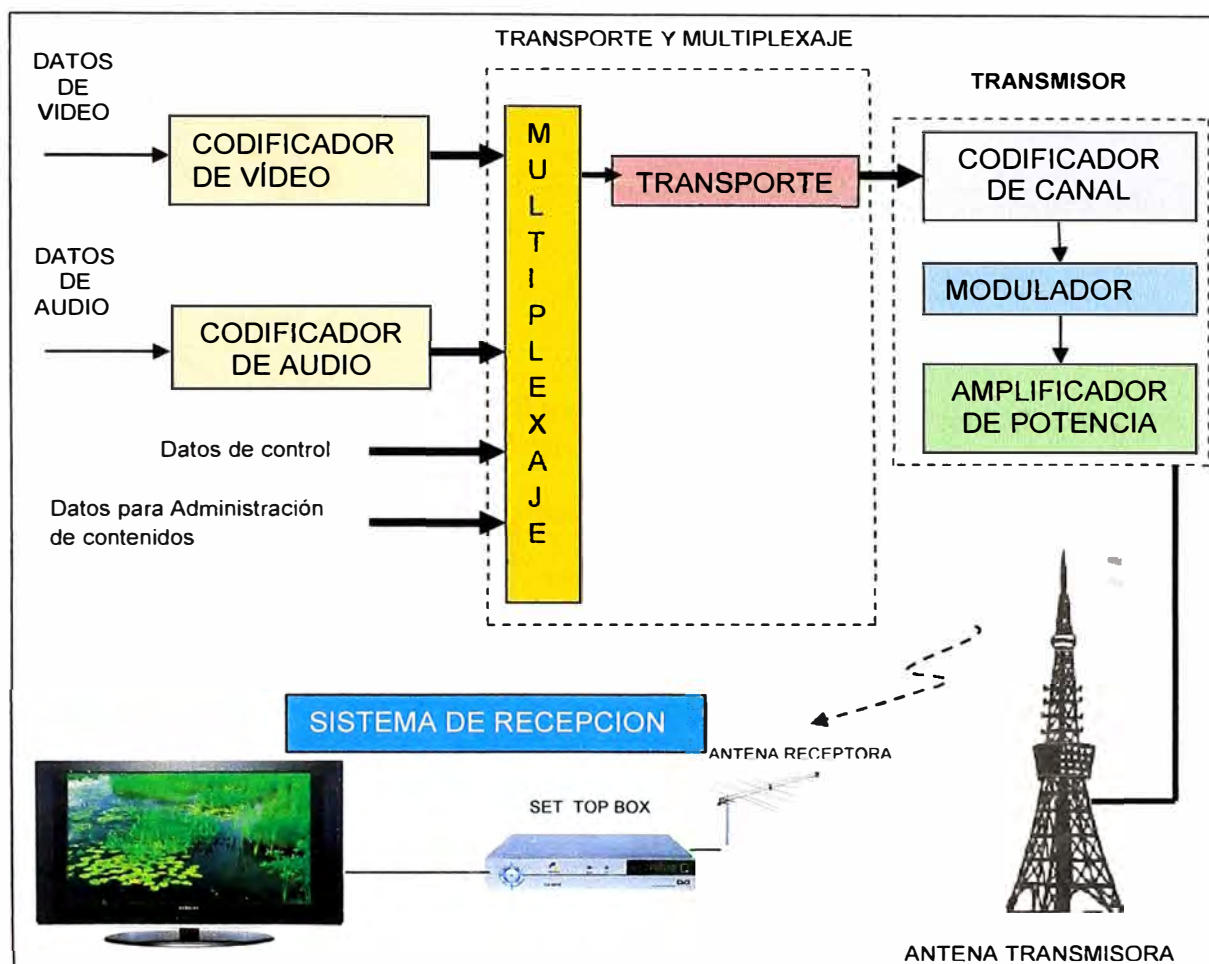 TRANSPORTE Y MULTIPLEXAJE
DATOS
DE
VIDEO
CODIFICADOR
DE VÍDEO
MULTIPLEXAJE
TRANSPORTE
TRANSMISOR
CODIFICADOR
DE CANAL
MODULADOR
AMPLIFICADOR
DE POTENCIA
DATOS
DE
AUDIO
CODIFICADOR
DE AUDIO
Datos de control
Datos para Administración
de contenidos
SISTEMA DE RECEPCION
ANTENA RECEPTORA
SET TOP BOX
ANTENA TRANSMISORA